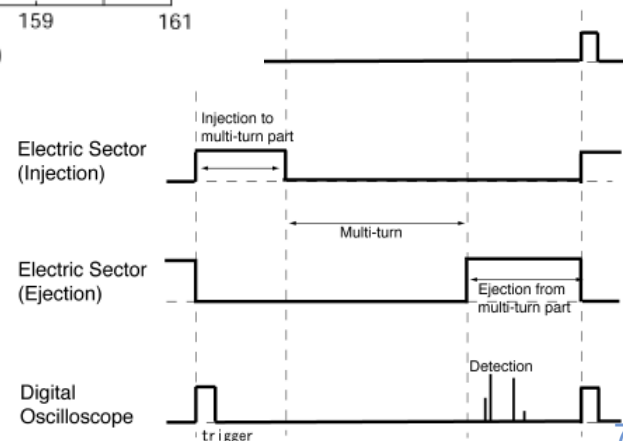 159 161
)
Injection to
multi-turn part
Electric Sector
(Injection)
Multi-turn
Electric Sector
(Ejection)
Ejection from
multi-turn part
Detection
Digital
Oscilloscope
trigger